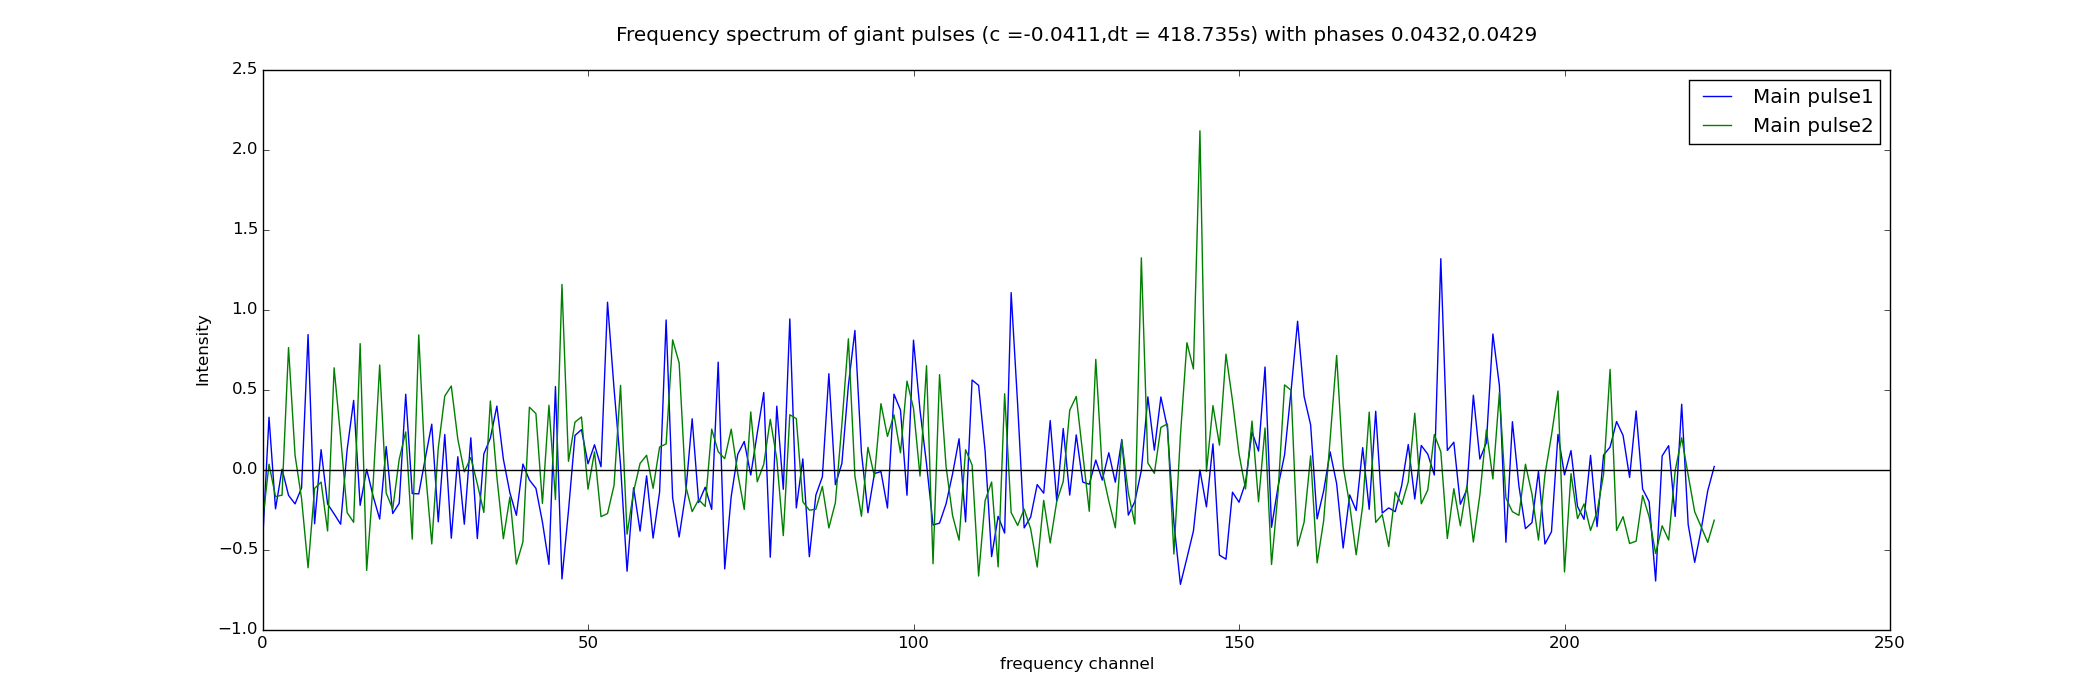 Frequency spectrum of giant pulses (c =-0.0411,dt = 418.735s) with phases 0.0432,0.0429
2.5
2.0
1.5
1.0
0.5
0.0
−0.5
−1.0
Intensity
Main pulse1
Main pulse2
0 50 100 150 200 250
frequency channel